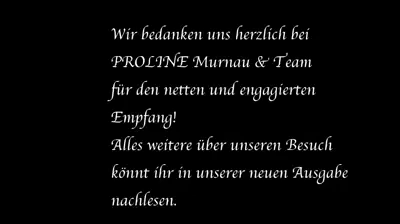 Wir bedanken uns herzlich bei
PROLINE Murnau & Team
für den netten und engagierten
Empfang!
Alles weitere über unseren Besuch
könnt ihr in unserer neuen Ausgabe
nachlesen.